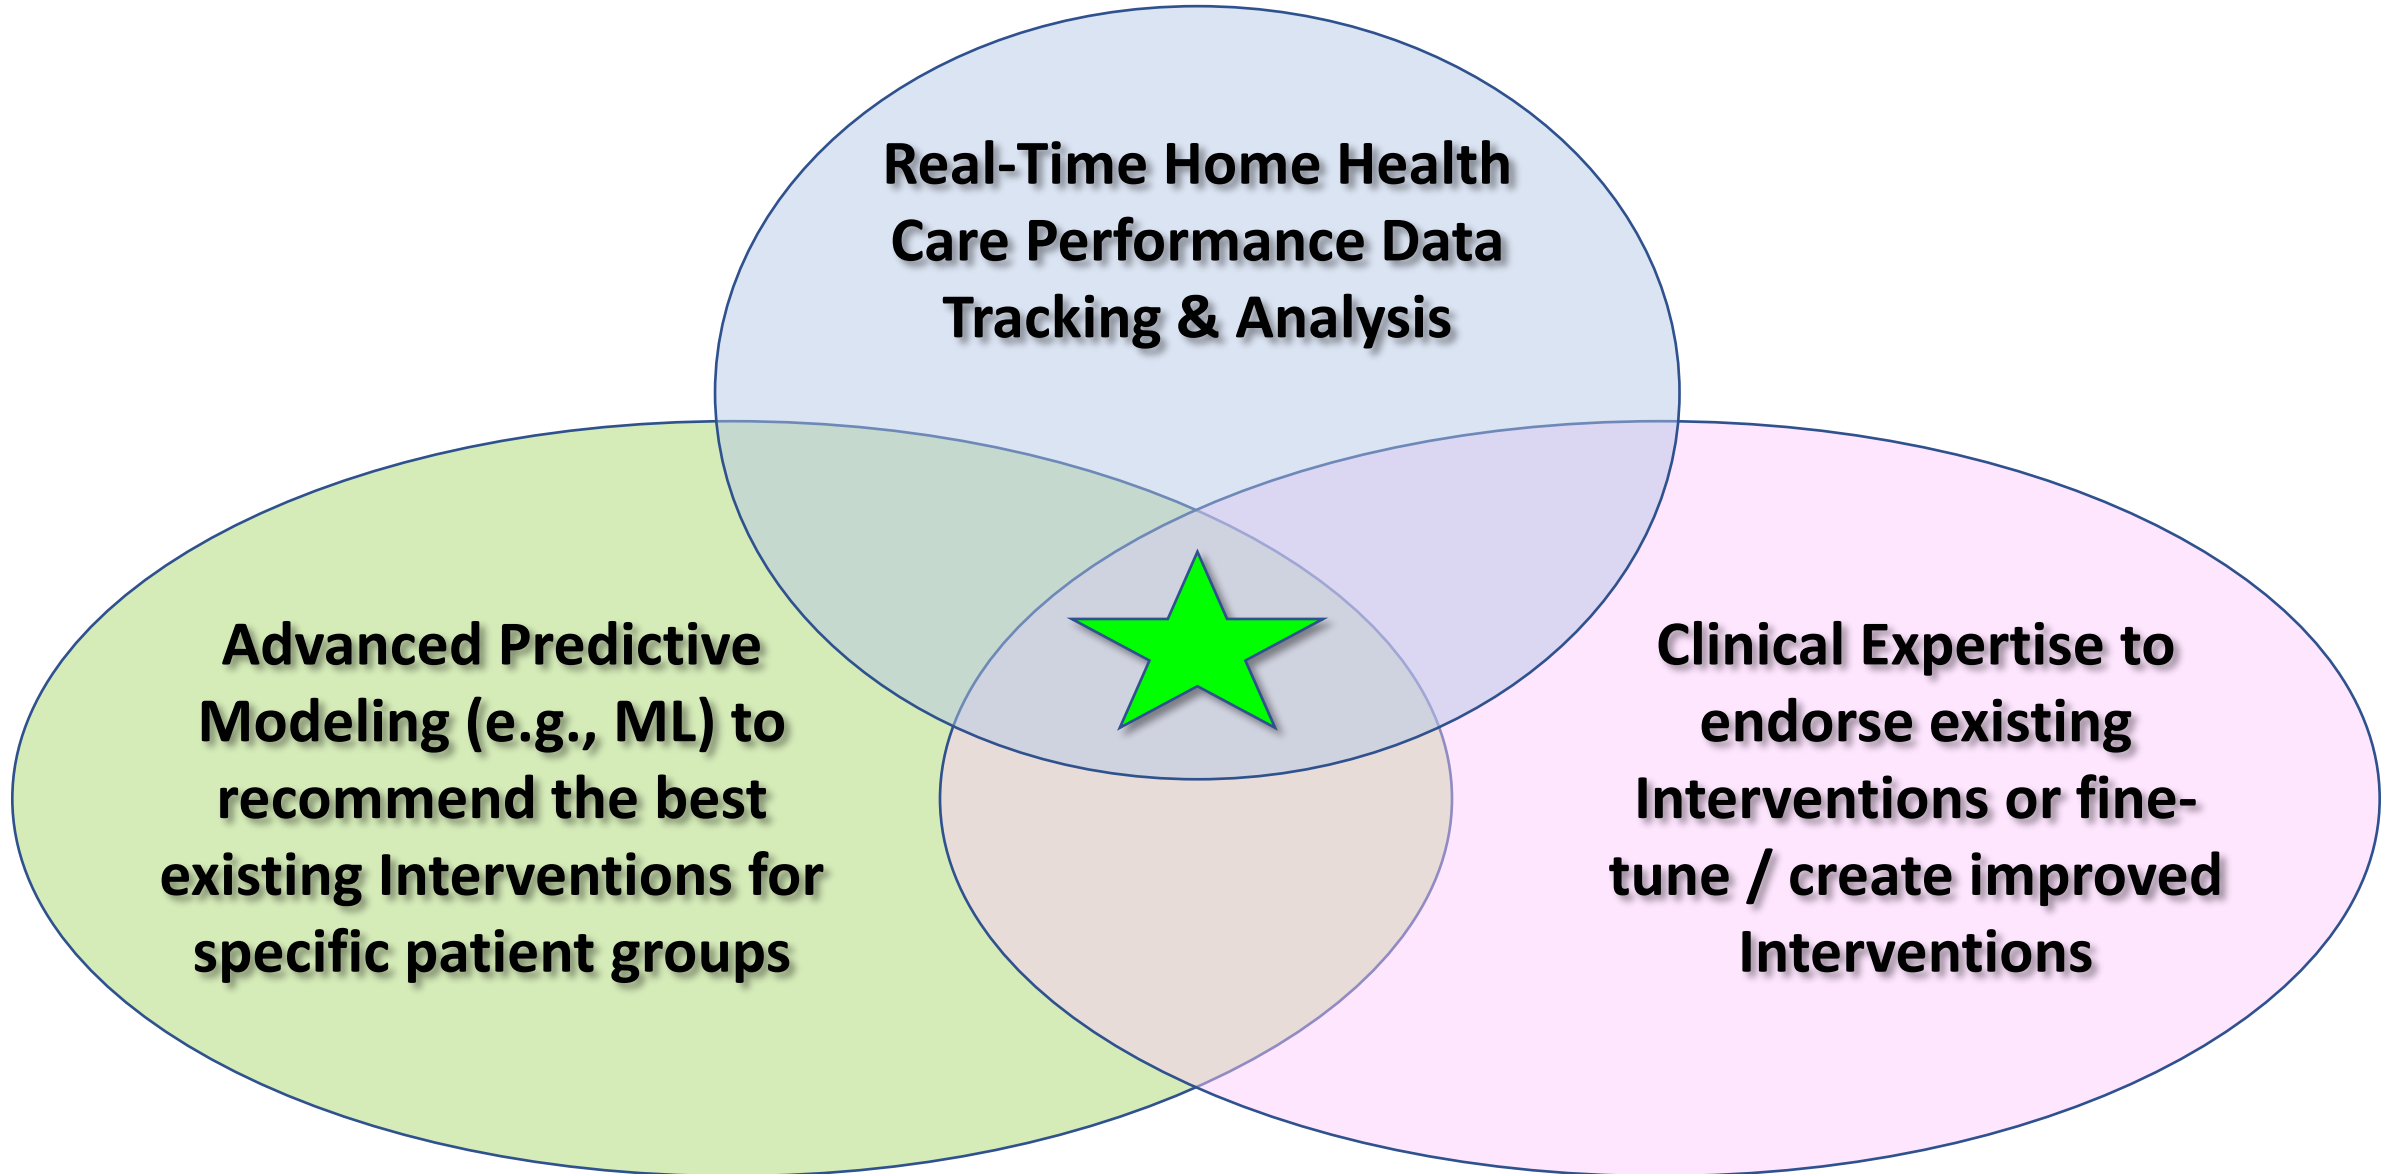 Real-Time Home Health
Care Performance Data
Tracking & Analysis
Advanced Predictive
Modeling (e.g., ML) to
recommend the best
existing Interventions for
specific patient groups
Clinical Expertise to
endorse existing
Interventions or fine-
tune / create improved
Interventions